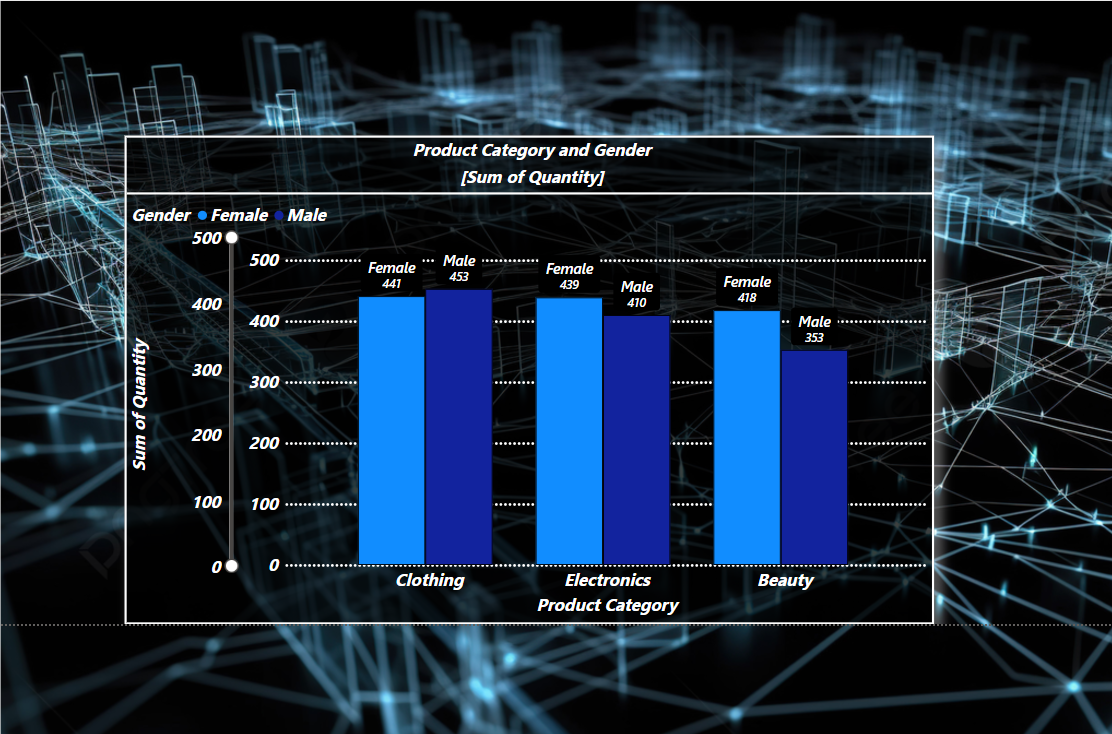 Product Category and Gender
[Sum of Quantity]
Gender Female Male
500
400
300
200
100
0
Sum of Quantity
500
400
300
200
100
0
Female
441
Male
453
Female
439
Male
410
Female
418
Male
353
Clothing Electronics Beauty
Product Category